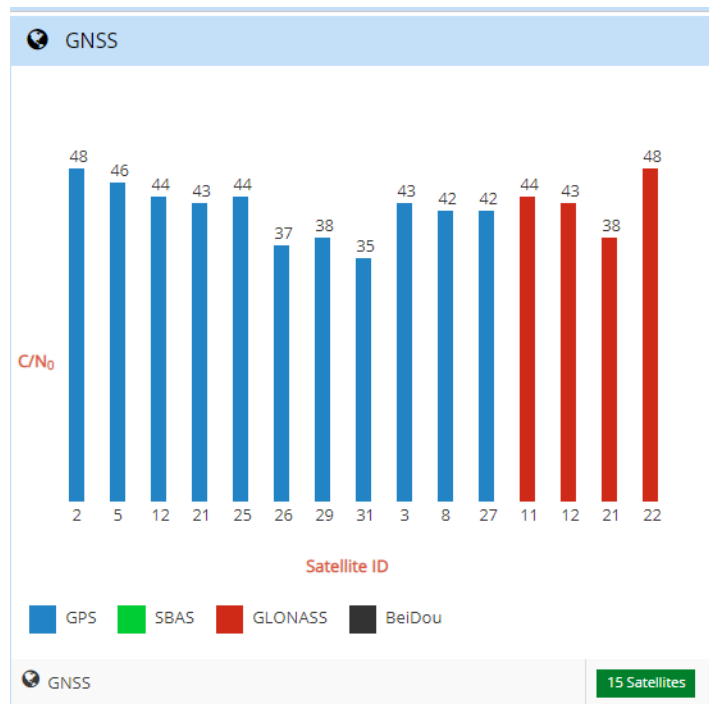 GNSS
48 46 44 43 44 37 38 35 43 42 42 44 43 38 48
C/N0
2 5 12 21 25 26 29 31 3 8 27 11 12 21 22
Satellite ID
GPS SBAS GLONASS BeiDou
GNSS 15 Satellites